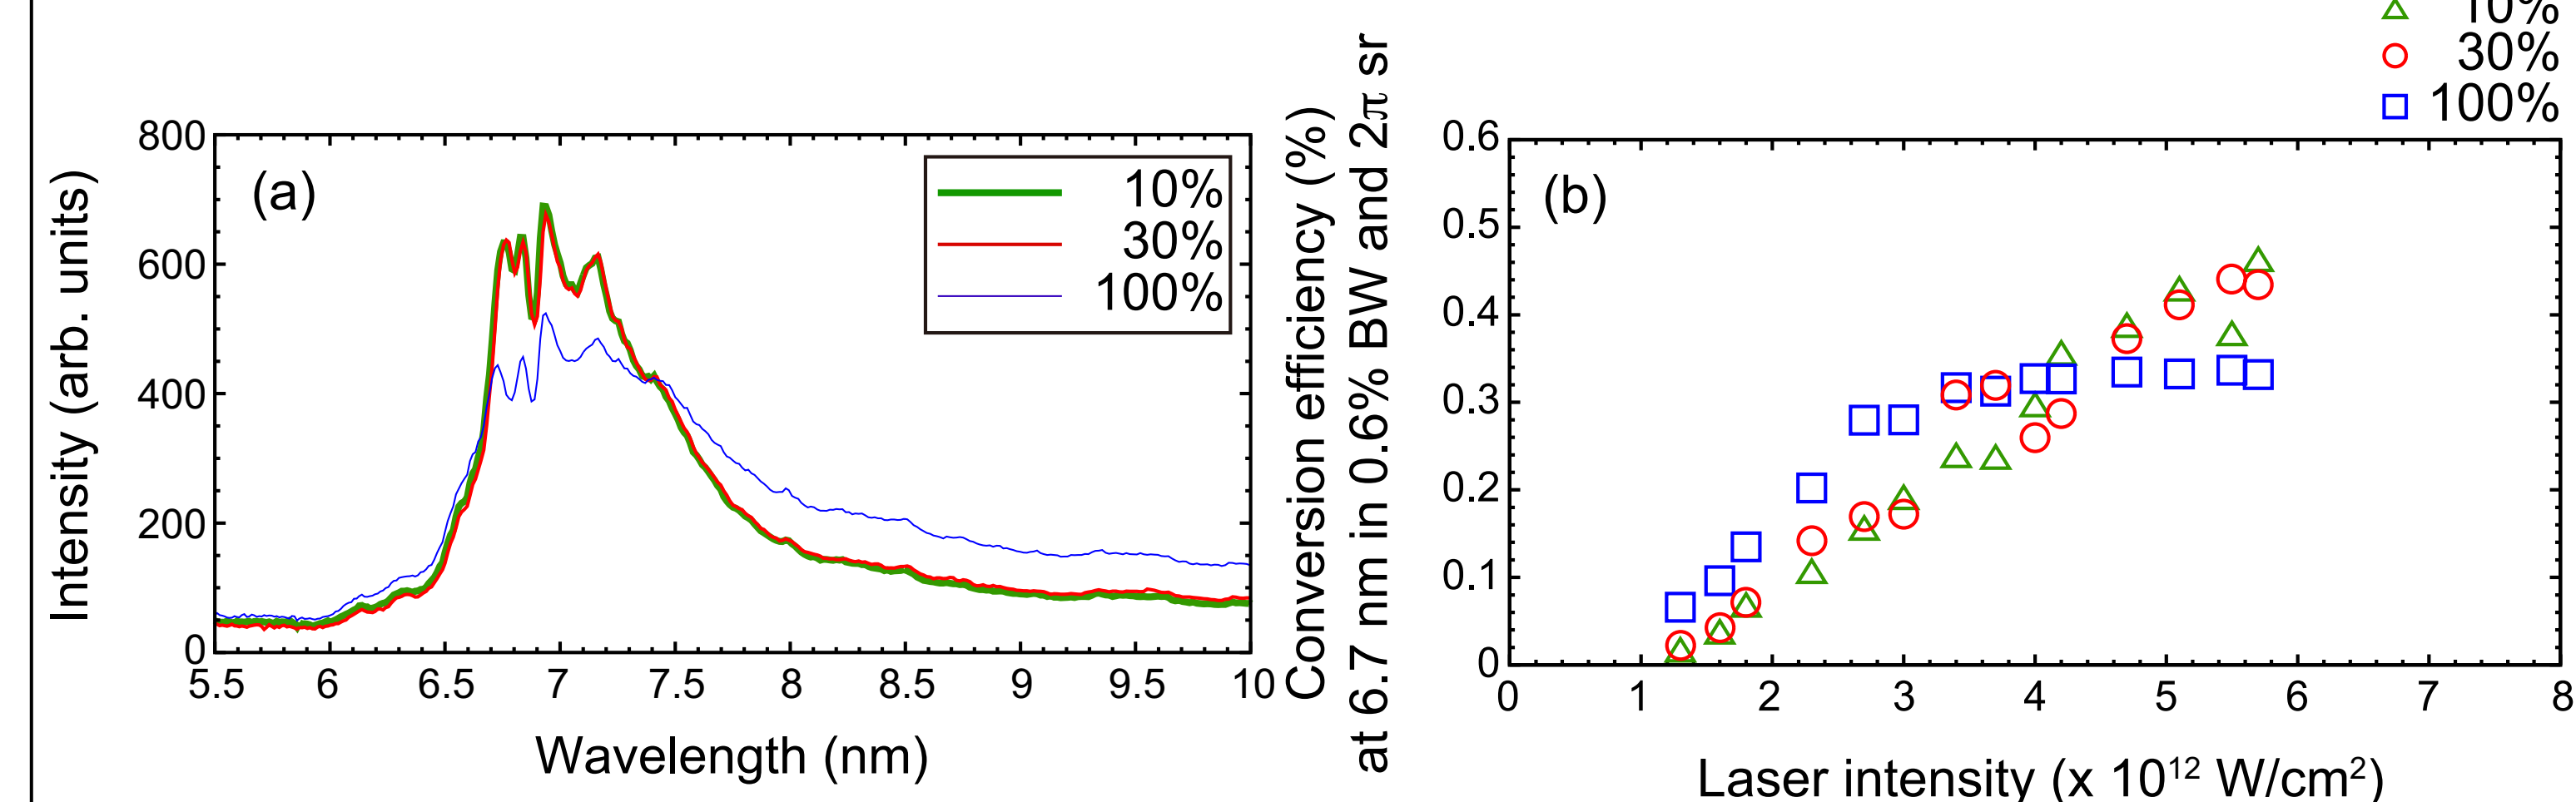 10%
30%
100%
(a)
10%
30%
100%
800
600
400
200
0
5.5 6 6.5 7 7.5 8 8.5 9 9.5 10
Wavelength (nm)
Intensity (arb. units)
(b)
0.6
0.5
0.4
0.3
0.2
0.1
0
0 1 2 3 4 5 6 7 8
Laser intensity (x 10¹² W/cm²)
Conversion efficiency (%)
at 6.7 nm in 0.6% BW and 2π sr